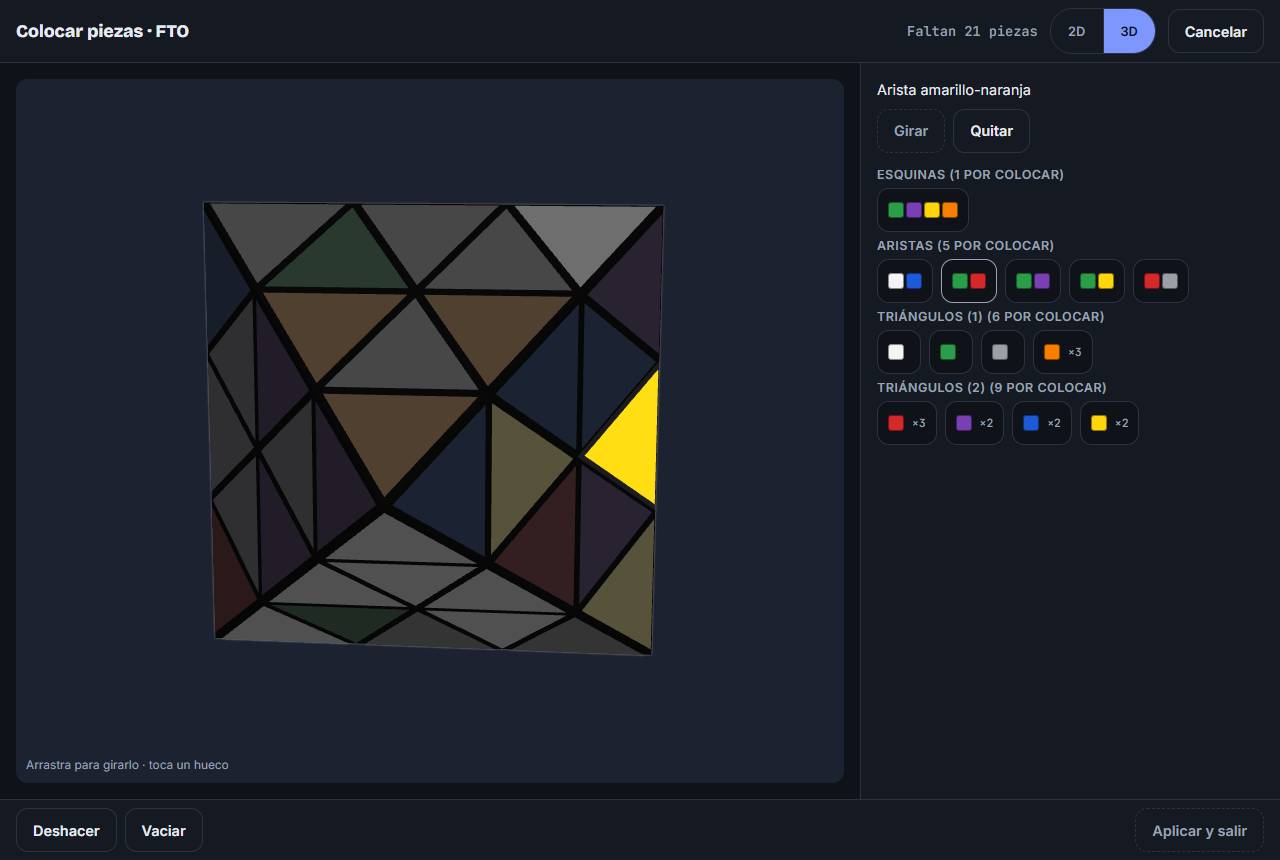 Colocar piezas · FTO
Faltan 21 piezas
2D
3D
Cancelar
Arista amarillo-naranja
Girar
Quitar
ESQUINAS (1 POR COLOCAR)
ARISTAS (5 POR COLOCAR)
TRIÁNGULOS (1) (6 POR COLOCAR)
×3
TRIÁNGULOS (2) (9 POR COLOCAR)
×3
×2
×2
×2
Arrastra para girarlo · toca un hueco
Deshacer
Vaciar
Aplicar y salir